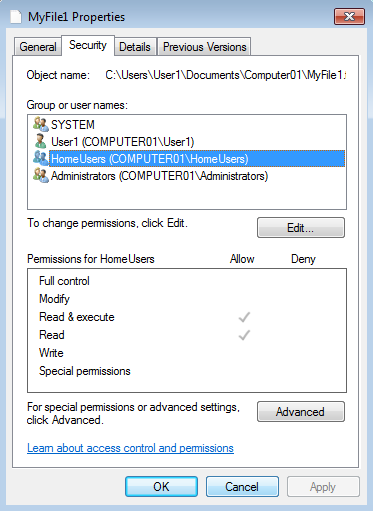 MyFile1 Properties
General Security Details Previous Versions
Object name: C:\Users\User1\Documents\Computer01\MyFile1.
Group or user names:
SYSTEM
User1 (COMPUTER01\User1)
HomeUsers (COMPUTER01\HomeUsers)
Administrators (COMPUTER01\Administrators)
To change permissions, click Edit.
Edit...
Permissions for HomeUsers Allow Deny
Full control
Modify
Read & execute
Read
Write
Special permissions
For special permissions or advanced settings,
click Advanced.
Advanced
Learn about access control and permissions
OK Cancel Apply